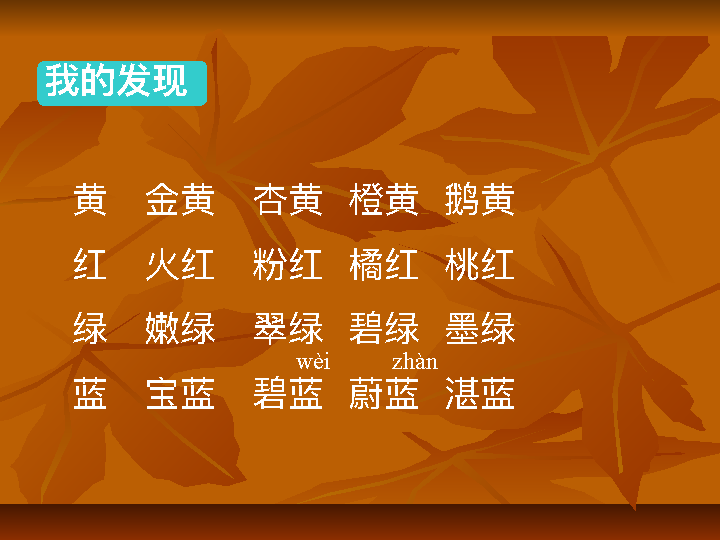 我的发现
黄 金黄 杏黄 橙黄 鹅黄
红 火红 粉红 橘红 桃红
绿 嫩绿 翠绿 碧绿 墨绿
wèi zhàn
蓝 宝蓝 碧蓝 蔚蓝 湛蓝